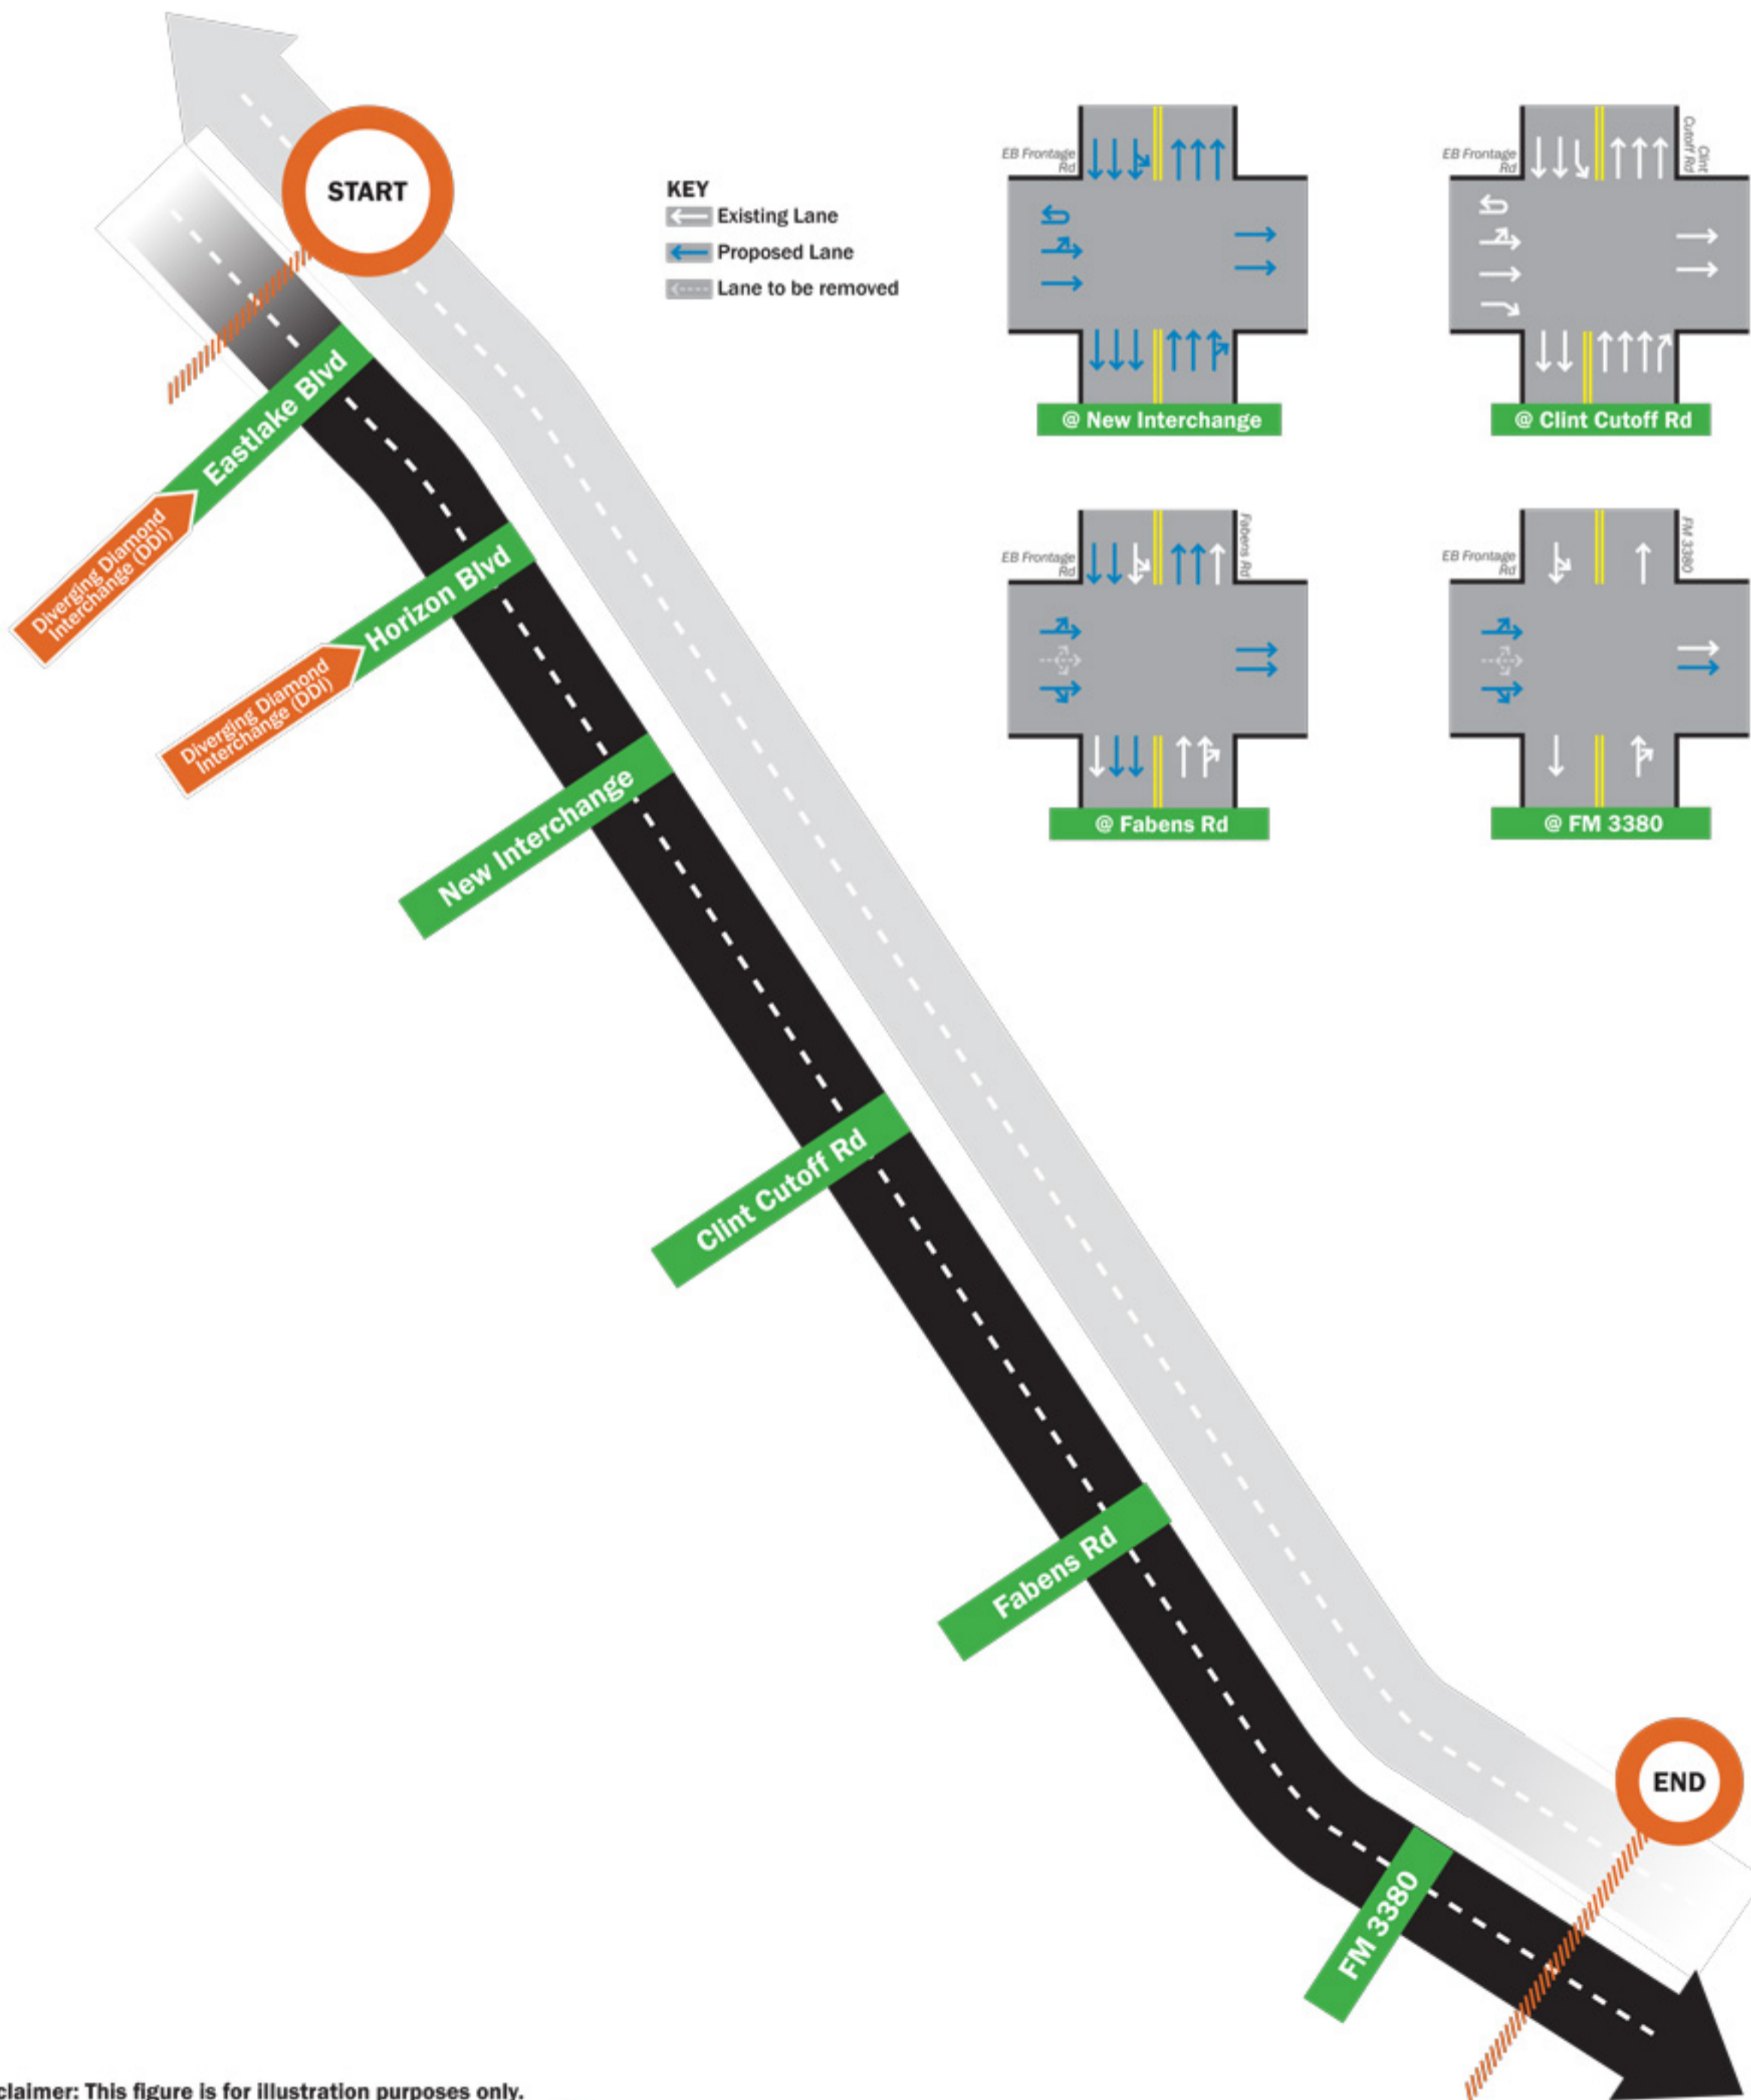 START
KEY
Existing Lane
Proposed Lane
Lane to be removed
EB Frontage
Rd
@ New Interchange
EB Frontage
Rd
Clint
Cutoff Rd
@ Clint Cutoff Rd
EB Frontage
Rd
Fabens Rd
@ Fabens Rd
EB Frontage
Rd
FM 3380
@ FM 3380
Eastlake Blvd
Diverging Diamond
Interchange (DDI)
Horizon Blvd
Diverging Diamond
Interchange (DDI)
New Interchange
Clint Cutoff Rd
Fabens Rd
FM 3380
END
claimer: This figure is for illustration purposes only.